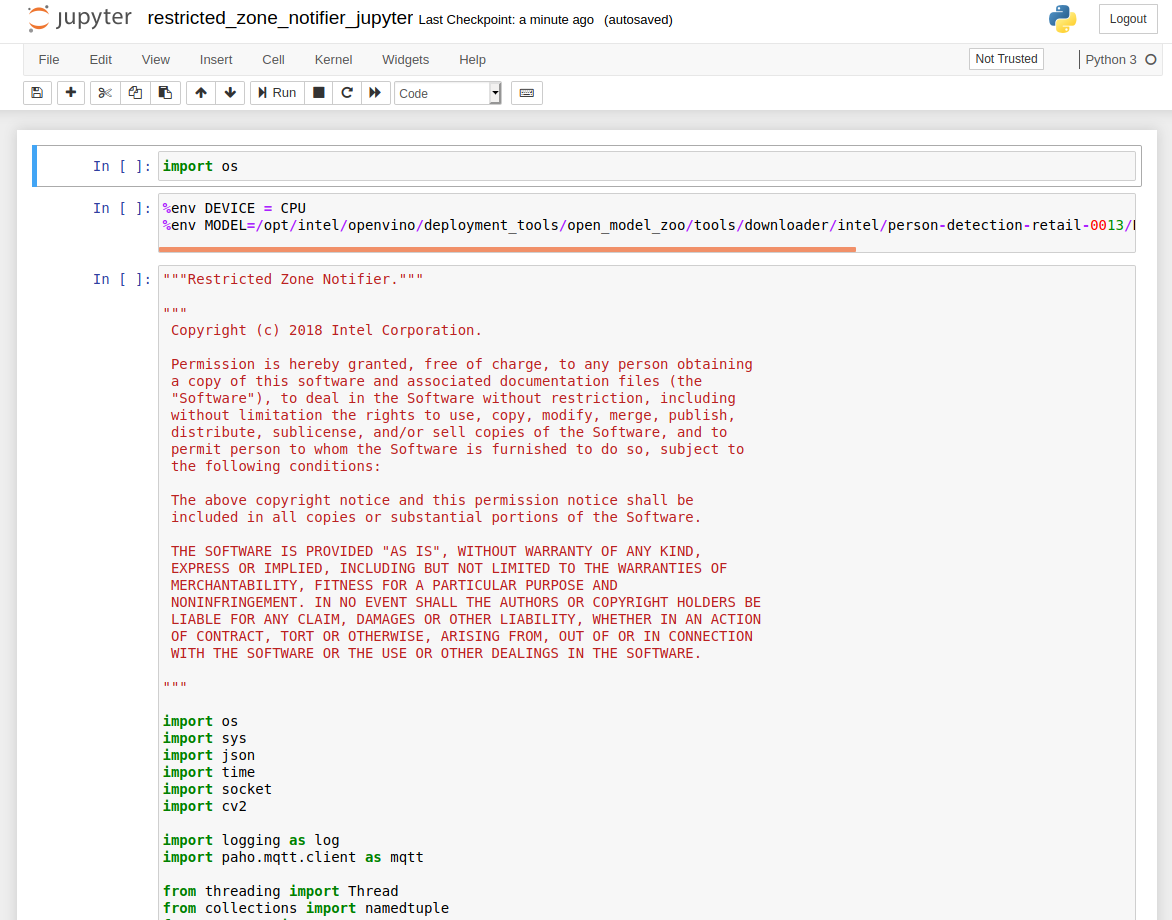 jupyter restricted_zone_notifier_jupyter Last Checkpoint: a minute ago (autosaved) Logout
File Edit View Insert Cell Kernel Widgets Help Not Trusted Python 3
Run Code
In [ ]: import os
In [ ]: %env DEVICE = CPU
%env MODEL=/opt/intel/openvino/deployment_tools/open_model_zoo/tools/downloader/intel/person-detection-retail-0013/
In [ ]: """Restricted Zone Notifier."""
"""
Copyright (c) 2018 Intel Corporation.
Permission is hereby granted, free of charge, to any person obtaining
a copy of this software and associated documentation files (the
"Software"), to deal in the Software without restriction, including
without limitation the rights to use, copy, modify, merge, publish,
distribute, sublicense, and/or sell copies of the Software, and to
permit person to whom the Software is furnished to do so, subject to
the following conditions:
The above copyright notice and this permission notice shall be
included in all copies or substantial portions of the Software.
THE SOFTWARE IS PROVIDED "AS IS", WITHOUT WARRANTY OF ANY KIND,
EXPRESS OR IMPLIED, INCLUDING BUT NOT LIMITED TO THE WARRANTIES OF
MERCHANTABILITY, FITNESS FOR A PARTICULAR PURPOSE AND
NONINFRINGEMENT. IN NO EVENT SHALL THE AUTHORS OR COPYRIGHT HOLDERS BE
LIABLE FOR ANY CLAIM, DAMAGES OR OTHER LIABILITY, WHETHER IN AN ACTION
OF CONTRACT, TORT OR OTHERWISE, ARISING FROM, OUT OF OR IN CONNECTION
WITH THE SOFTWARE OR THE USE OR OTHER DEALINGS IN THE SOFTWARE.
"""
import os
import sys
import json
import time
import socket
import cv2
import logging as log
import paho.mqtt.client as mqtt
from threading import Thread
from collections import namedtuple